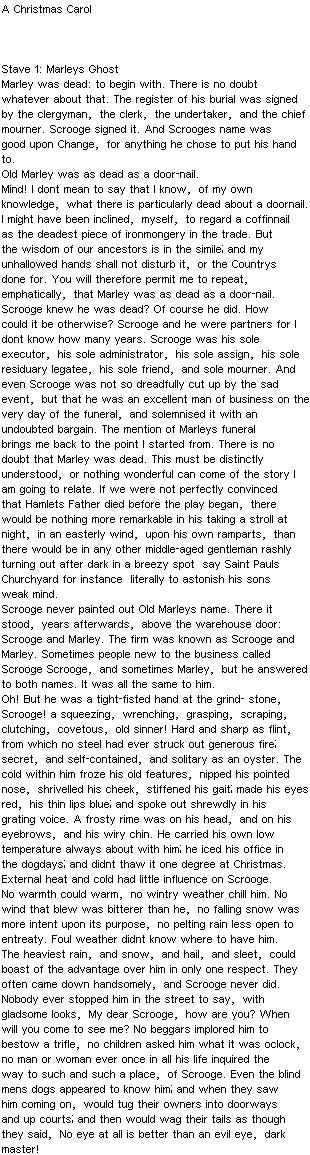 A Christmas Carol
Stave 1: Marleys Ghost
Marley was dead: to begin with. There is no doubt
whatever about that. The register of his burial was signed
by the clergyman, the clerk, the undertaker, and the chief
mourner. Scrooge signed it. And Scrooges name was
good upon Change, for anything he chose to put his hand
to.
Old Marley was as dead as a door-nail.
Mind! I dont mean to say that I know, of my own
knowledge, what there is particularly dead about a doornail.
I might have been inclined, myself, to regard a coffinnail
as the deadest piece of ironmongery in the trade. But
the wisdom of our ancestors is in the simile; and my
unhallowed hands shall not disturb it, or the Countrys
done for. You will therefore permit me to repeat,
emphatically, that Marley was as dead as a door-nail.
Scrooge knew he was dead? Of course he did. How
could it be otherwise? Scrooge and he were partners for I
dont know how many years. Scrooge was his sole
executor, his sole administrator, his sole assign, his sole
residuary legatee, his sole friend, and sole mourner. And
even Scrooge was not so dreadfully cut up by the sad
event, but that he was an excellent man of business on the
very day of the funeral, and solemnised it with an
undoubted bargain. The mention of Marleys funeral
brings me back to the point I started from. There is no
doubt that Marley was dead. This must be distinctly
understood, or nothing wonderful can come of the story I
am going to relate. If we were not perfectly convinced
that Hamlets Father died before the play began, there
would be nothing more remarkable in his taking a stroll at
night, in an easterly wind, upon his own ramparts, than
there would be in any other middle-aged gentleman rashly
turning out after dark in a breezy spot say Saint Pauls
Churchyard for instance literally to astonish his sons
weak mind.
Scrooge never painted out Old Marleys name. There it
stood, years afterwards, above the warehouse door:
Scrooge and Marley. The firm was known as Scrooge and
Marley. Sometimes people new to the business called
Scrooge Scrooge, and sometimes Marley, but he answered
to both names. It was all the same to him.
Oh! But he was a tight-fisted hand at the grind- stone,
Scrooge! a squeezing, wrenching, grasping, scraping,
clutching, covetous, old sinner! Hard and sharp as flint,
from which no steel had ever struck out generous fire;
secret, and self-contained, and solitary as an oyster. The
cold within him froze his old features, nipped his pointed
nose, shrivelled his cheek, stiffened his gait; made his eyes
red, his thin lips blue; and spoke out shrewdly in his
grating voice. A frosty rime was on his head, and on his
eyebrows, and his wiry chin. He carried his own low
temperature always about with him; he iced his office in
the dogdays; and didnt thaw it one degree at Christmas.
External heat and cold had little influence on Scrooge.
No warmth could warm, no wintry weather chill him. No
wind that blew was bitterer than he, no falling snow was
more intent upon its purpose, no pelting rain less open to
entreaty. Foul weather didnt know where to have him.
The heaviest rain, and snow, and hail, and sleet, could
boast of the advantage over him in only one respect. They
often came down handsomely, and Scrooge never did.
Nobody ever stopped him in the street to say, with
gladsome looks, My dear Scrooge, how are you? When
will you come to see me? No beggars implored him to
bestow a trifle, no children asked him what it was oclock,
no man or woman ever once in all his life inquired the
way to such and such a place, of Scrooge. Even the blind
mens dogs appeared to know him; and when they saw
him coming on, would tug their owners into doorways
and up courts; and then would wag their tails as though
they said, No eye at all is better than an evil eye, dark
master!